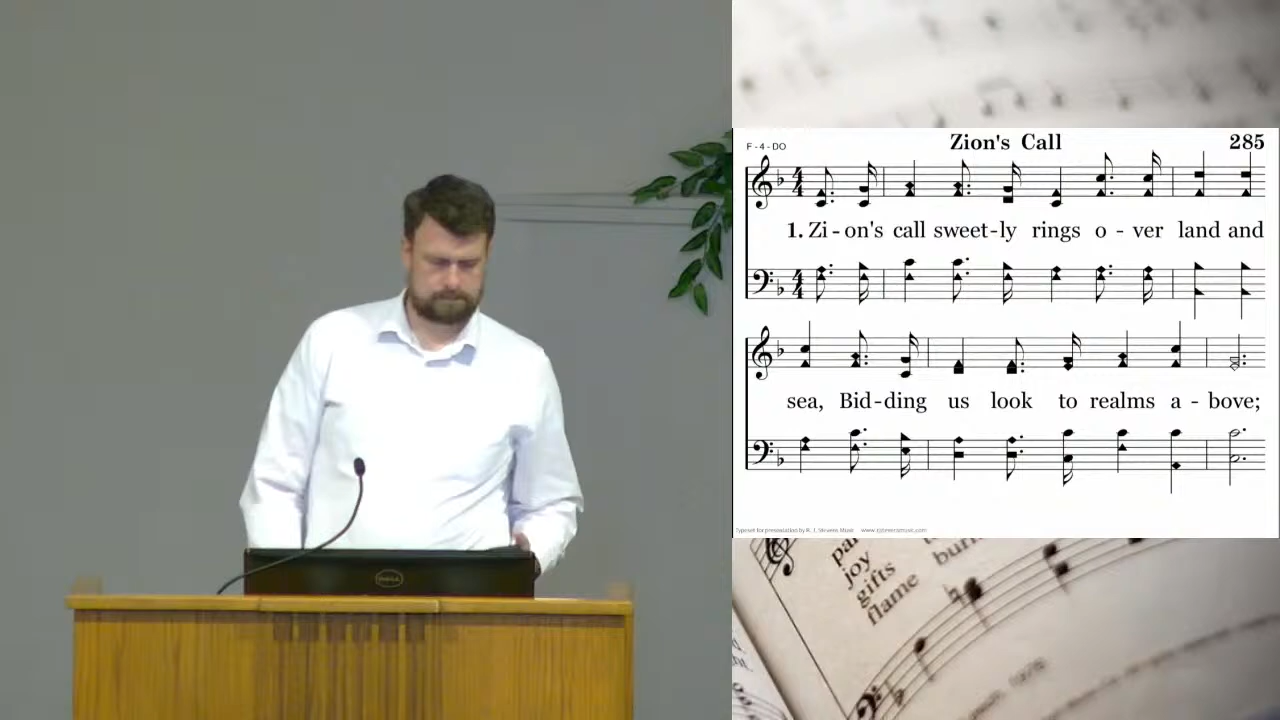 F - 4 - DO
Zion's Call
285
1. Zi - on's call sweet - ly rings o - ver land and
sea, Bid - ding us look to realms a - bove;
DELL
joy
gifts
flame